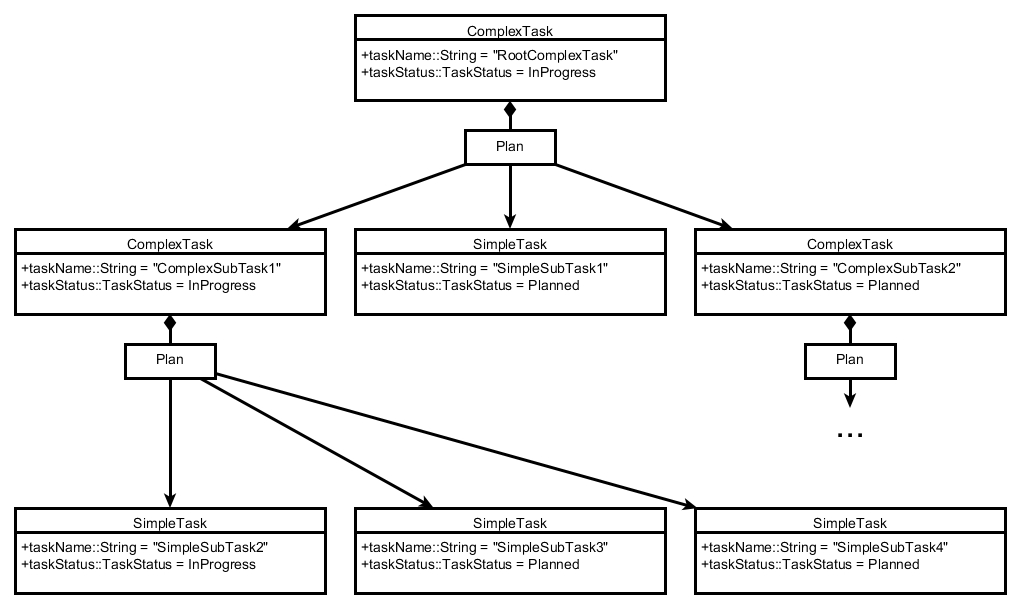 ComplexTask
+taskName::String = "RootComplexTask"
+taskStatus::TaskStatus = InProgress
Plan
ComplexTask
+taskName::String = "ComplexSubTask1"
+taskStatus::TaskStatus = InProgress
SimpleTask
+taskName::String = "SimpleSubTask1"
+taskStatus::TaskStatus = Planned
ComplexTask
+taskName::String = "ComplexSubTask2"
+taskStatus::TaskStatus = Planned
Plan
Plan
...
SimpleTask
+taskName::String = "SimpleSubTask2"
+taskStatus::TaskStatus = InProgress
SimpleTask
+taskName::String = "SimpleSubTask3"
+taskStatus::TaskStatus = Planned
SimpleTask
+taskName::String = "SimpleSubTask4"
+taskStatus::TaskStatus = Planned